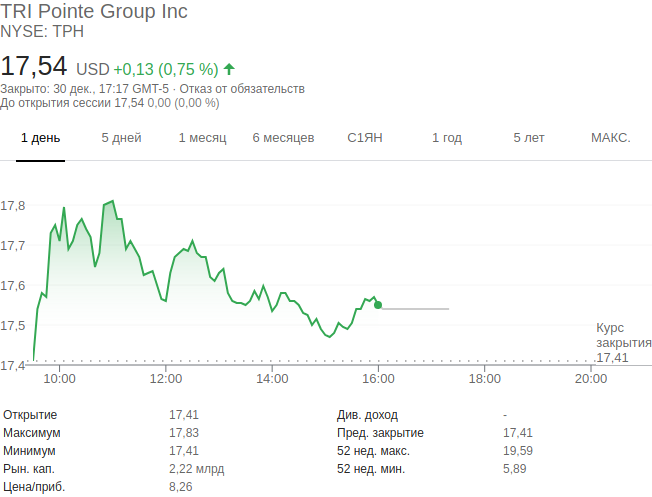 TRI Pointe Group Inc
NYSE: TPH
17,54 USD +0,13 (0,75 %)
Закрыто: 30 дек., 17:17 GMT-5 · Отказ от обязательств
До открытия сессии 17,54 0,00 (0,00 %)
1 день 5 дней 1 месяц 6 месяцев С1ЯН 1 год 5 лет МАКС.
17,8
17,7
17,6
17,5
Курс
закрытия
17,41
17,4
10:00 12:00 14:00 16:00 18:00 20:00
Открытие 17,41 Див. доход -
Максимум 17,83 Пред. закрытие 17,41
Минимум 17,41 52 нед. макс. 19,59
Рын. кап. 2,22 млрд 52 нед. мин. 5,89
Цена/приб. 8,26